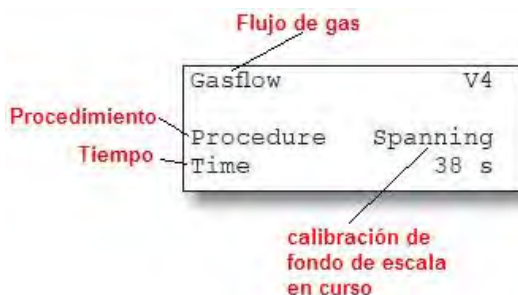 Flujo de gas
Gasflow V4
Procedimiento
Procedure Spanning
Tiempo
Time 38 s
calibración de
fondo de escala
en curso